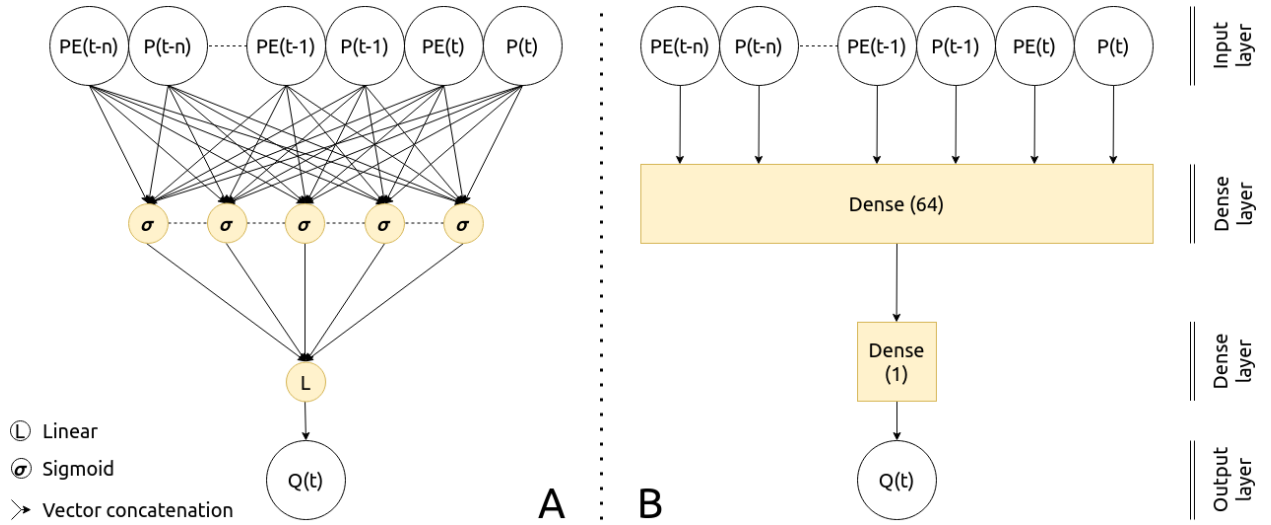 PE(t-n) P(t-n) PE(t-1) P(t-1) PE(t) P(t)
σ σ σ σ σ
L
Q(t)
L Linear
σ Sigmoid
Vector concatenation
A
PE(t-n) P(t-n) PE(t-1) P(t-1) PE(t) P(t)
Dense (64)
Dense
(1)
Q(t)
B
Input
layer
Dense
layer
Dense
layer
Output
layer